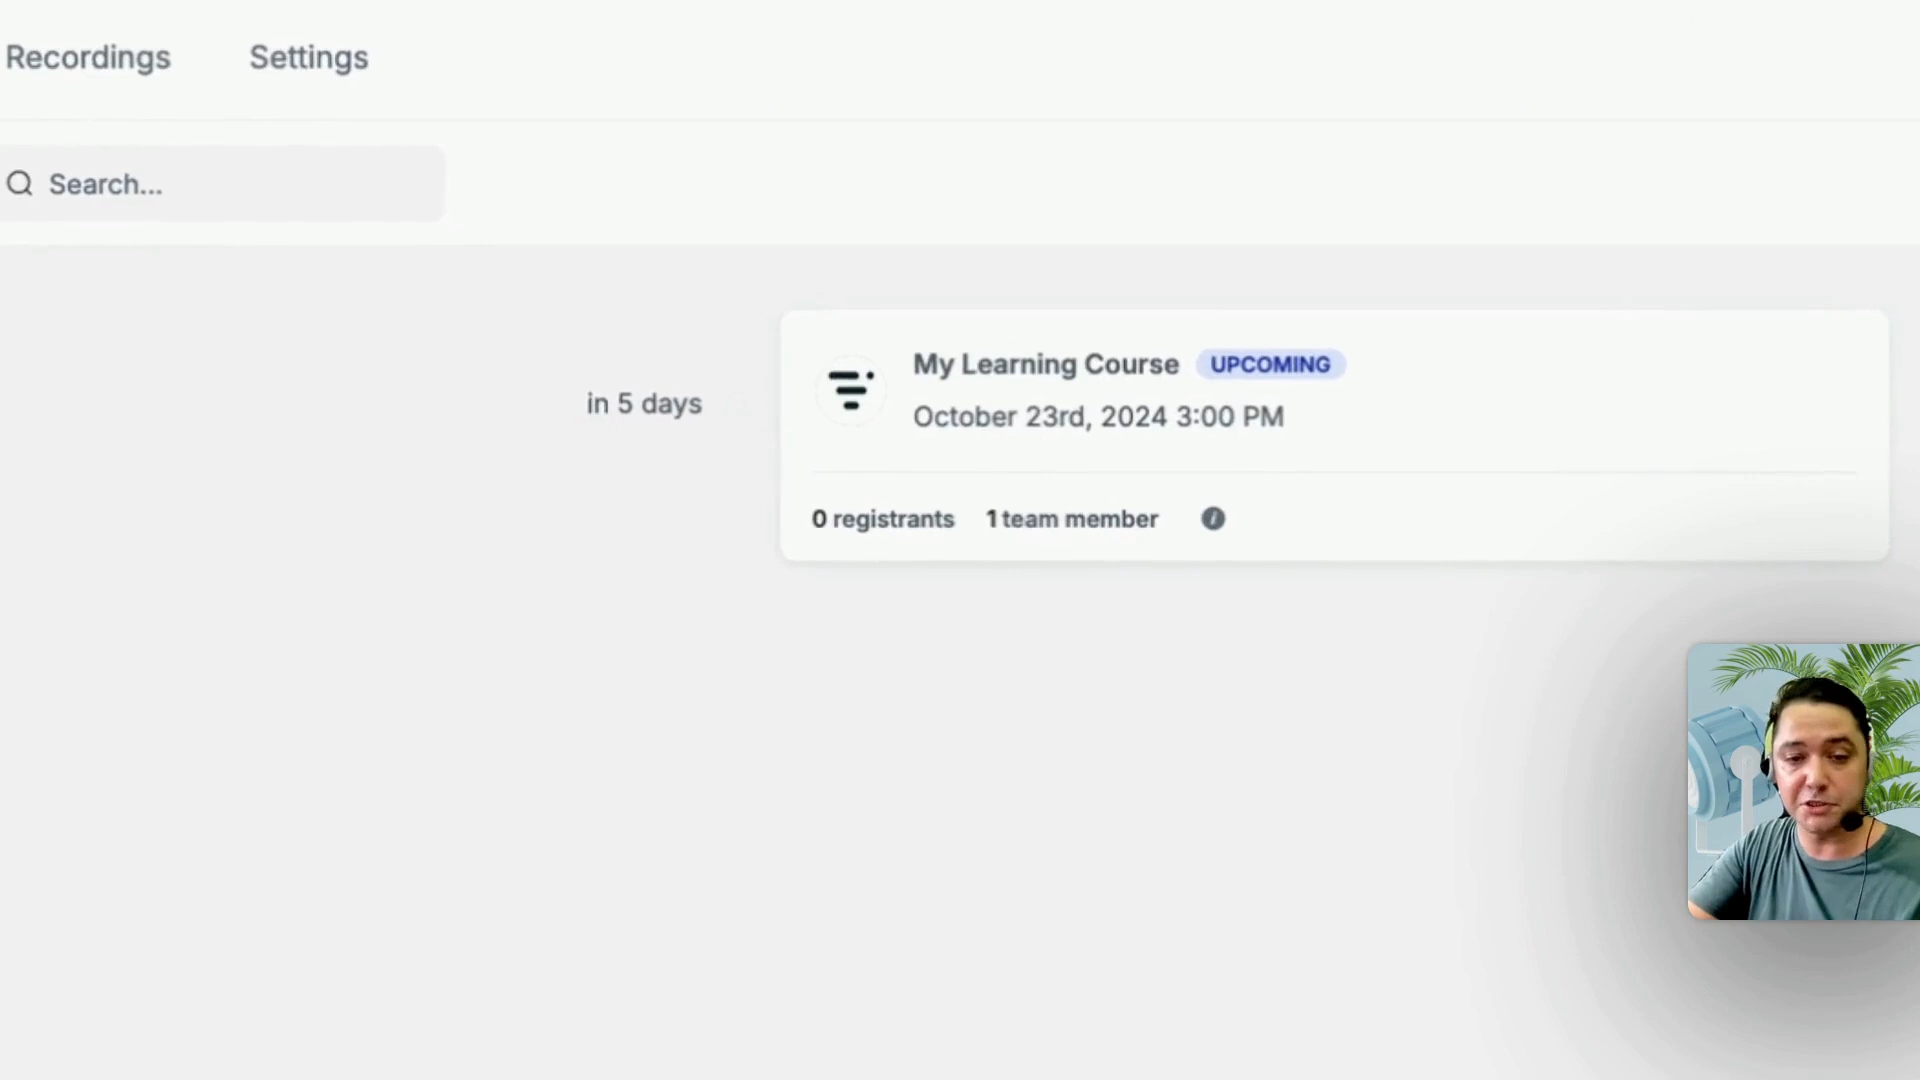 Recordings Settings
Search...
in 5 days
My Learning Course UPCOMING
October 23rd, 2024 3:00 PM
0 registrants 1 team member